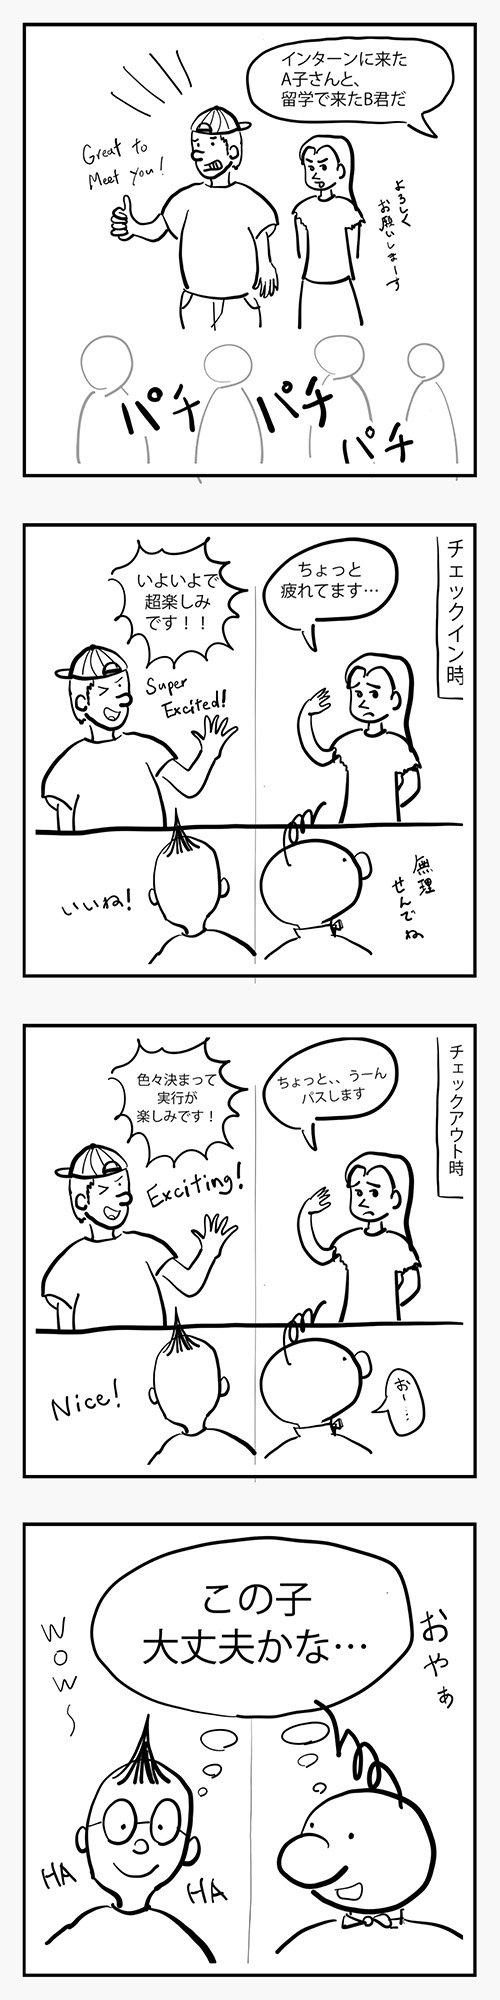 インターンに来た
A子さんと、
留学で来たB君だ
Great to
Meet you!
よろしく
お願いしまーす
パチ
パチ
パチ
チェックイン時
ちょっと
疲れてます…
いよいよで
超楽しみ
です！！
Super
Excited!
いいね!
無理
せんでね
チェックアウト時
ちょっと、、うーん
パスします
色々決まって
実行が
楽しみです！
Exciting!
Nice!
おー……
この子
大丈夫かな…
おやぁ
WOW〜
HA
HA